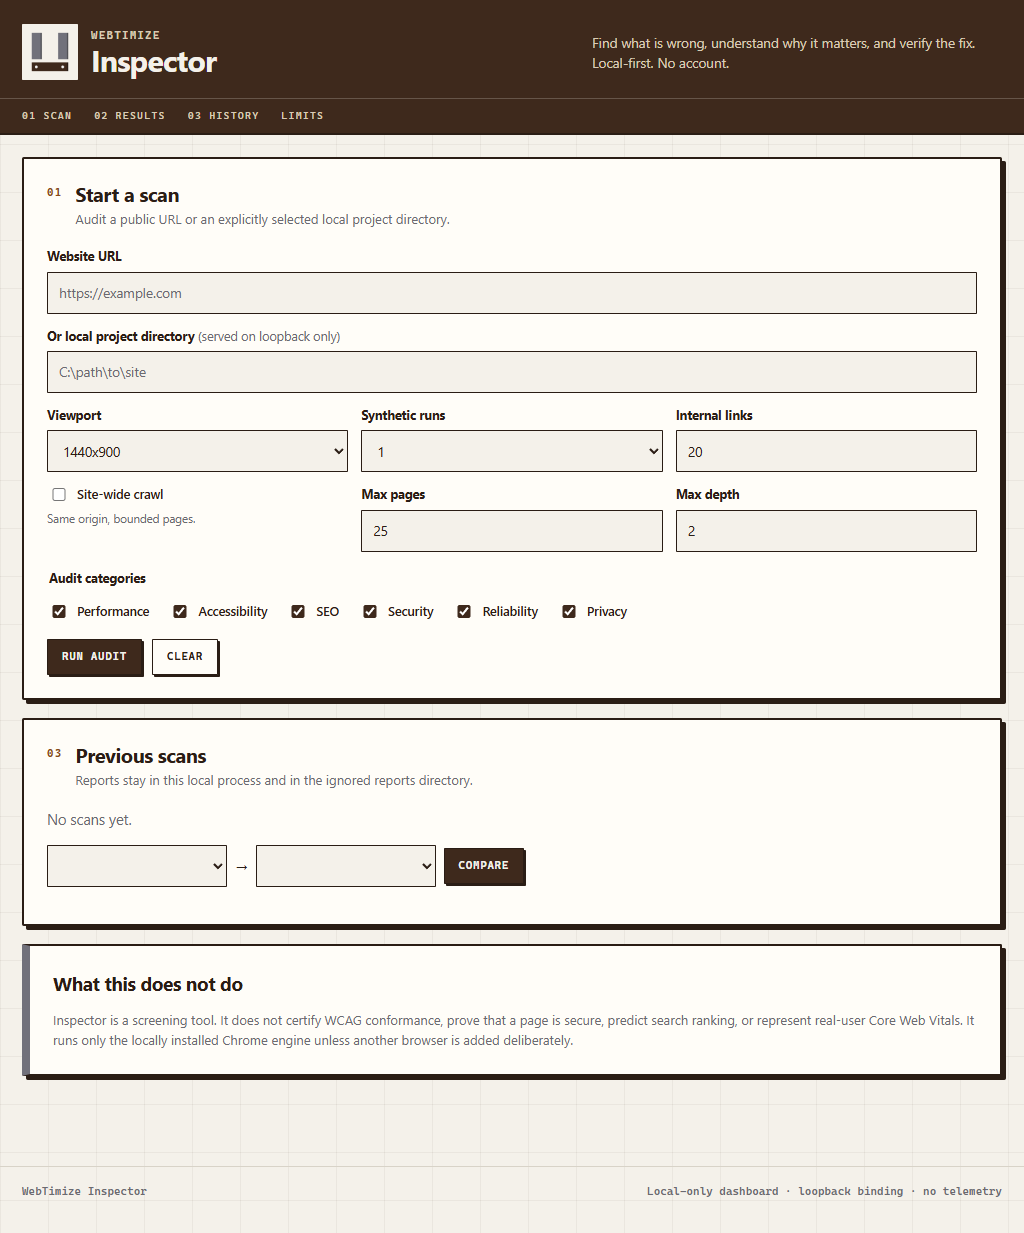 WEBTIMIZE
Inspector
Find what is wrong, understand why it matters, and verify the fix.
Local-first. No account.
01 SCAN 02 RESULTS 03 HISTORY LIMITS
01 Start a scan
Audit a public URL or an explicitly selected local project directory.
Website URL
https://example.com
Or local project directory (served on loopback only)
C:\path\to\site
Viewport Synthetic runs Internal links
1440x900 1 20
Site-wide crawl Max pages Max depth
Same origin, bounded pages.
25 2
Audit categories
Performance Accessibility SEO Security Reliability Privacy
RUN AUDIT CLEAR
03 Previous scans
Reports stay in this local process and in the ignored reports directory.
No scans yet.
→ COMPARE
What this does not do
Inspector is a screening tool. It does not certify WCAG conformance, prove that a page is secure, predict search ranking, or represent real-user Core Web Vitals. It
runs only the locally installed Chrome engine unless another browser is added deliberately.
WebTimize Inspector Local-only dashboard · loopback binding · no telemetry